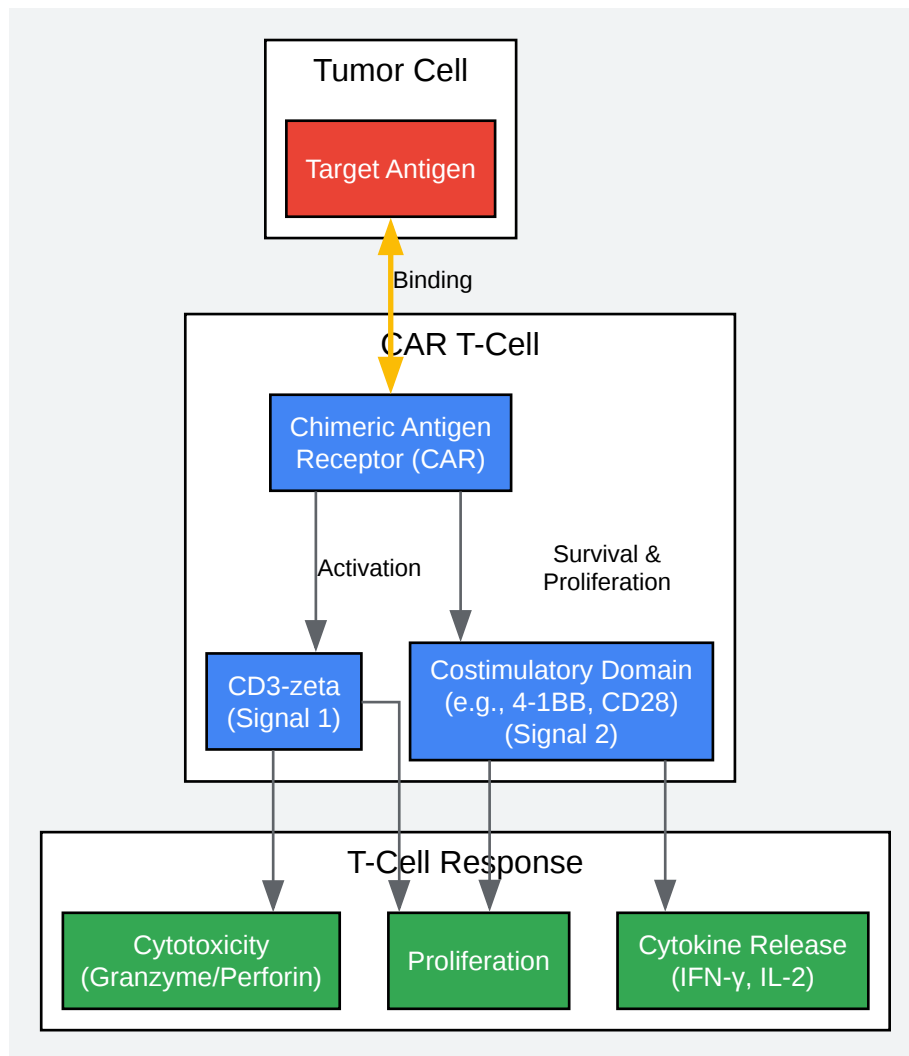 Tumor Cell
Target Antigen
Binding
CAR T-Cell
Chimeric Antigen
Receptor (CAR)
Activation
Survival &
Proliferation
CD3-zeta
(Signal 1)
Costimulatory Domain
(e.g., 4-1BB, CD28)
(Signal 2)
T-Cell Response
Cytotoxicity
(Granzyme/Perforin)
Proliferation
Cytokine Release
(IFN-γ, IL-2)